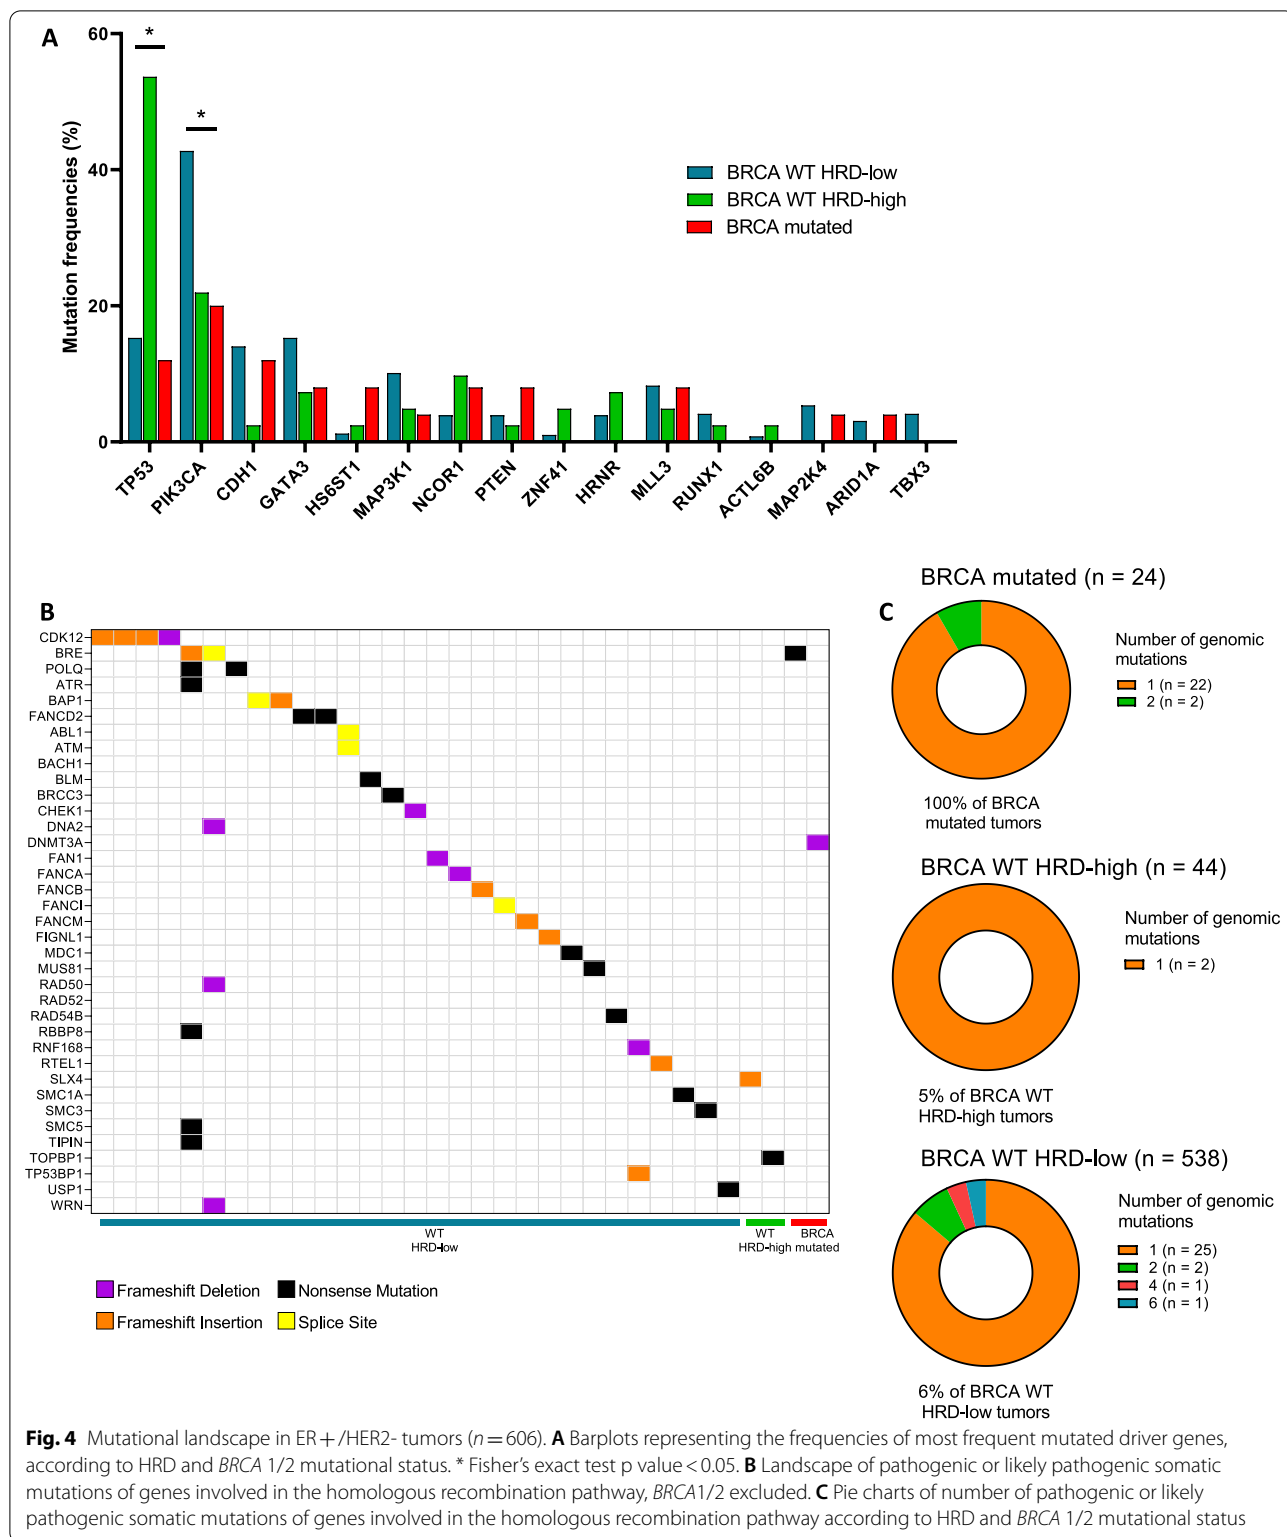 A
60
40
20
0
Mutation frequencies (%)
*
*
BRCA WT HRD-low
BRCA WT HRD-high
BRCA mutated
TP53
PIK3CA
CDH1
GATA3
HS6ST1
MAP3K1
NCOR1
PTEN
ZNF41
HRNR
MLL3
RUNX1
ACTL6B
MAP2K4
ARID1A
TBX3
B
CDK12
BRE
POLQ
ATR
BAP1
FANCD2
ABL1
ATM
BACH1
BLM
BRCC3
CHEK1
DNA2
DNMT3A
FAN1
FANCA
FANCB
FANCI
FANCM
FIGNL1
MDC1
MUS81
RAD50
RAD52
RAD54B
RBBP8
RNF168
RTEL1
SLX4
SMC1A
SMC3
SMC5
TIPIN
TOPBP1
TP53BP1
USP1
WRN
WT
HRD-low
WT
HRD-high
BRCA
mutated
Frameshift Deletion
Nonsense Mutation
Frameshift Insertion
Splice Site
C
BRCA mutated (n = 24)
Number of genomic
mutations
1 (n = 22)
2 (n = 2)
100% of BRCA
mutated tumors
BRCA WT HRD-high (n = 44)
Number of genomic
mutations
1 (n = 2)
5% of BRCA WT
HRD-high tumors
BRCA WT HRD-low (n = 538)
Number of genomic
mutations
1 (n = 25)
2 (n = 2)
4 (n = 1)
6 (n = 1)
6% of BRCA WT
HRD-low tumors
Fig. 4 Mutational landscape in ER+/HER2- tumors (n=606). A Barplots representing the frequencies of most frequent mutated driver genes,
according to HRD and BRCA 1/2 mutational status. * Fisher's exact test p value<0.05. B Landscape of pathogenic or likely pathogenic somatic
mutations of genes involved in the homologous recombination pathway, BRCA1/2 excluded. C Pie charts of number of pathogenic or likely
pathogenic somatic mutations of genes involved in the homologous recombination pathway according to HRD and BRCA 1/2 mutational status